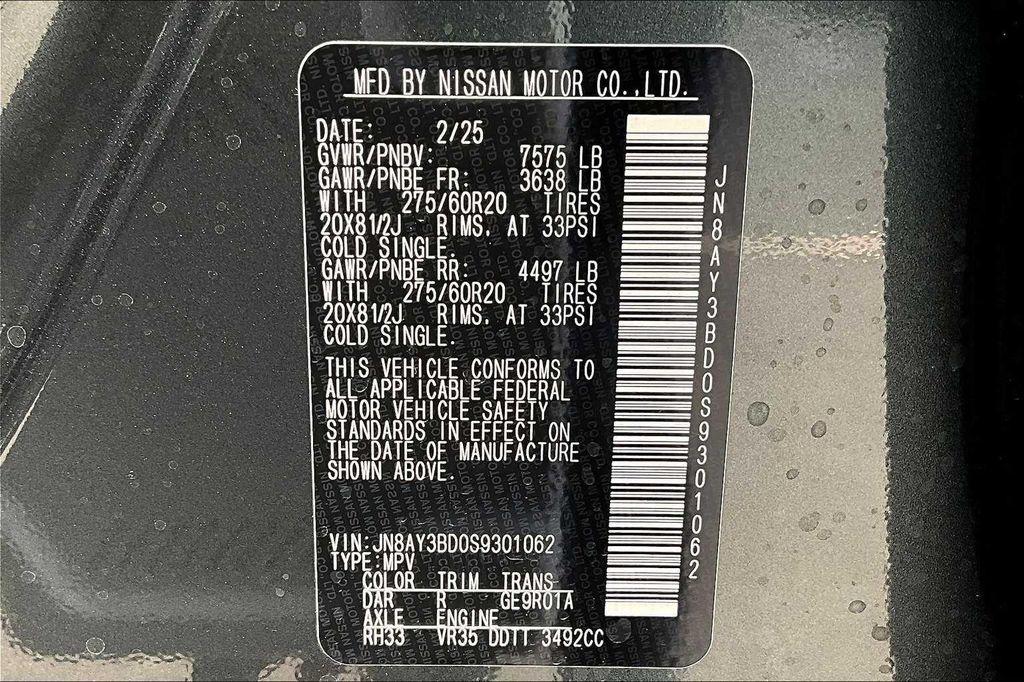 MFD BY NISSAN MOTOR CO.,LTD.
DATE: 2/25
GVWR/PNBV: 7575 LB
GAWR/PNBE FR: 3638 LB
WITH 275/60R20 TIRES
20X81/2J RIMS. AT 33PSI
COLD SINGLE.
GAWR/PNBE RR: 4497 LB
WITH 275/60R20 TIRES
20X81/2J RIMS. AT 33PSI
COLD SINGLE.
THIS VEHICLE CONFORMS TO
ALL APPLICABLE FEDERAL
MOTOR VEHICLE SAFETY
STANDARDS IN EFFECT ON
THE DATE OF MANUFACTURE
SHOWN ABOVE.
VIN:JN8AY3BD0S9301062
TYPE:MPV
COLOR TRIM TRANS
DAR R GE9R01A
AXLE ENGINE
RH33 VR35 DDTT 3492CC
JN8AY3BD0S9301062